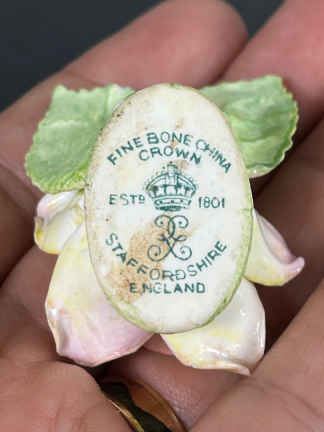 FINE BONE CHINA
CROWN
ESTD 1801
STAFFORDSHIRE
ENGLAND